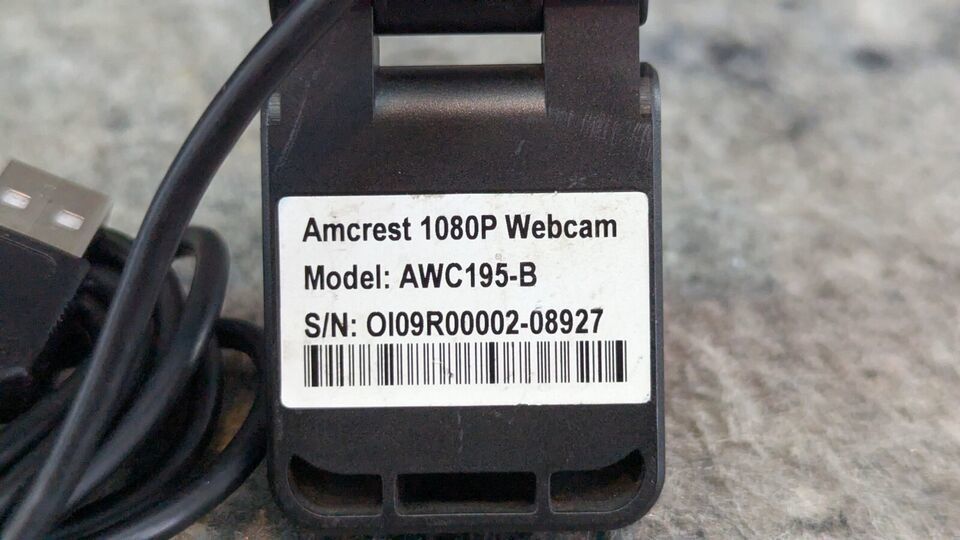 Amcrest 1080P Webcam
Model: AWC195-B
S/N: OI09R00002-08927